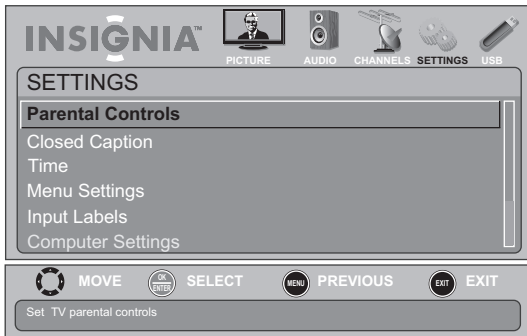 INSIGNIA™
PICTURE AUDIO CHANNELS SETTINGS USB
SETTINGS
Parental Controls
Closed Caption
Time
Menu Settings
Input Labels
Computer Settings
MOVE OK ENTER SELECT MENU PREVIOUS EXIT EXIT
Set TV parental controls